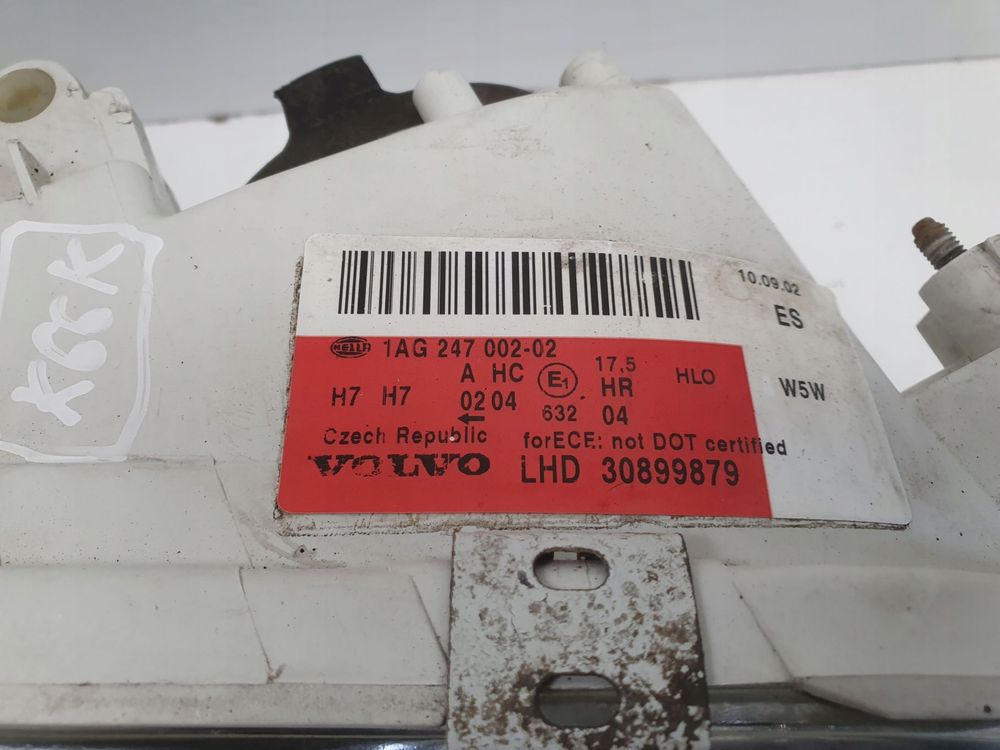 10.09.02
ES
HELLA 1AG 247 002-02
A HC E1 17,5 HLO
H7 H7 02 04 632 HR 04 W5W
←
Czech Republic forECE: not DOT certified
VOLVO LHD 30899879